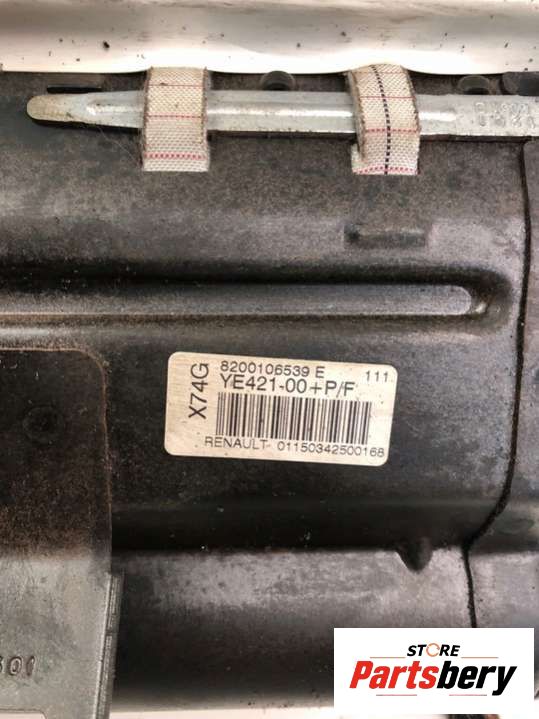 X74G
8200106539 E 111
YE421-00+P/F
RENAULT- 01150342500168
STORE
Partsbery